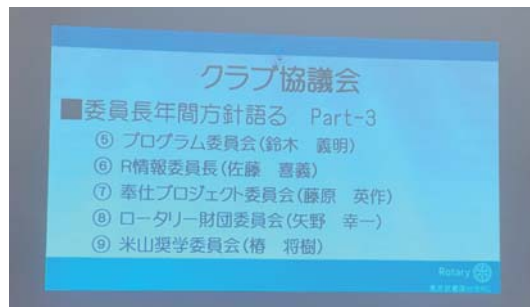 クラブ協議会
■委員長年間方針語る Part-3
⑤ プログラム委員会(鈴木 義明)
⑥ R情報委員長(佐藤 喜義)
⑦ 奉仕プロジェクト委員会(藤原 英作)
⑧ ロータリー財団委員会(矢野 幸一)
⑨ 米山奨学委員会(椿 将樹)
Rotary